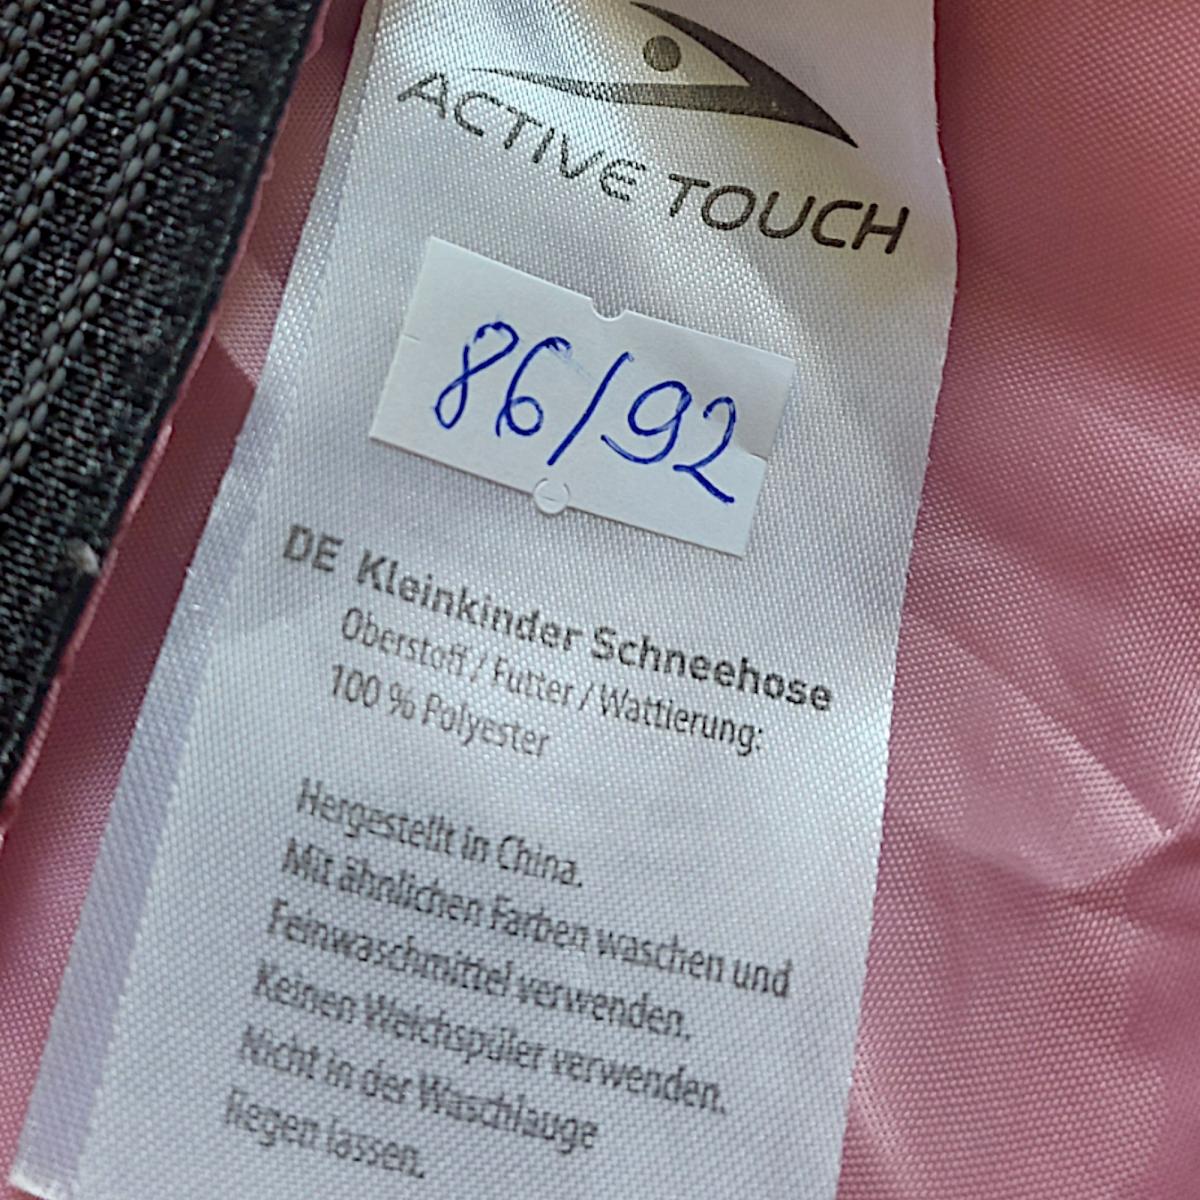 ACTIVE TOUCH
86/92
DE Kleinkinder Schneehose
Oberstoff / Futter / Wattierung:
100 % Polyester
Hergestellt in China.
Mit ähnlichen Farben waschen und
Feinwaschmittel verwenden.
Keinen Weichspüler verwenden.
Nicht in der Waschlauge
liegen lassen.